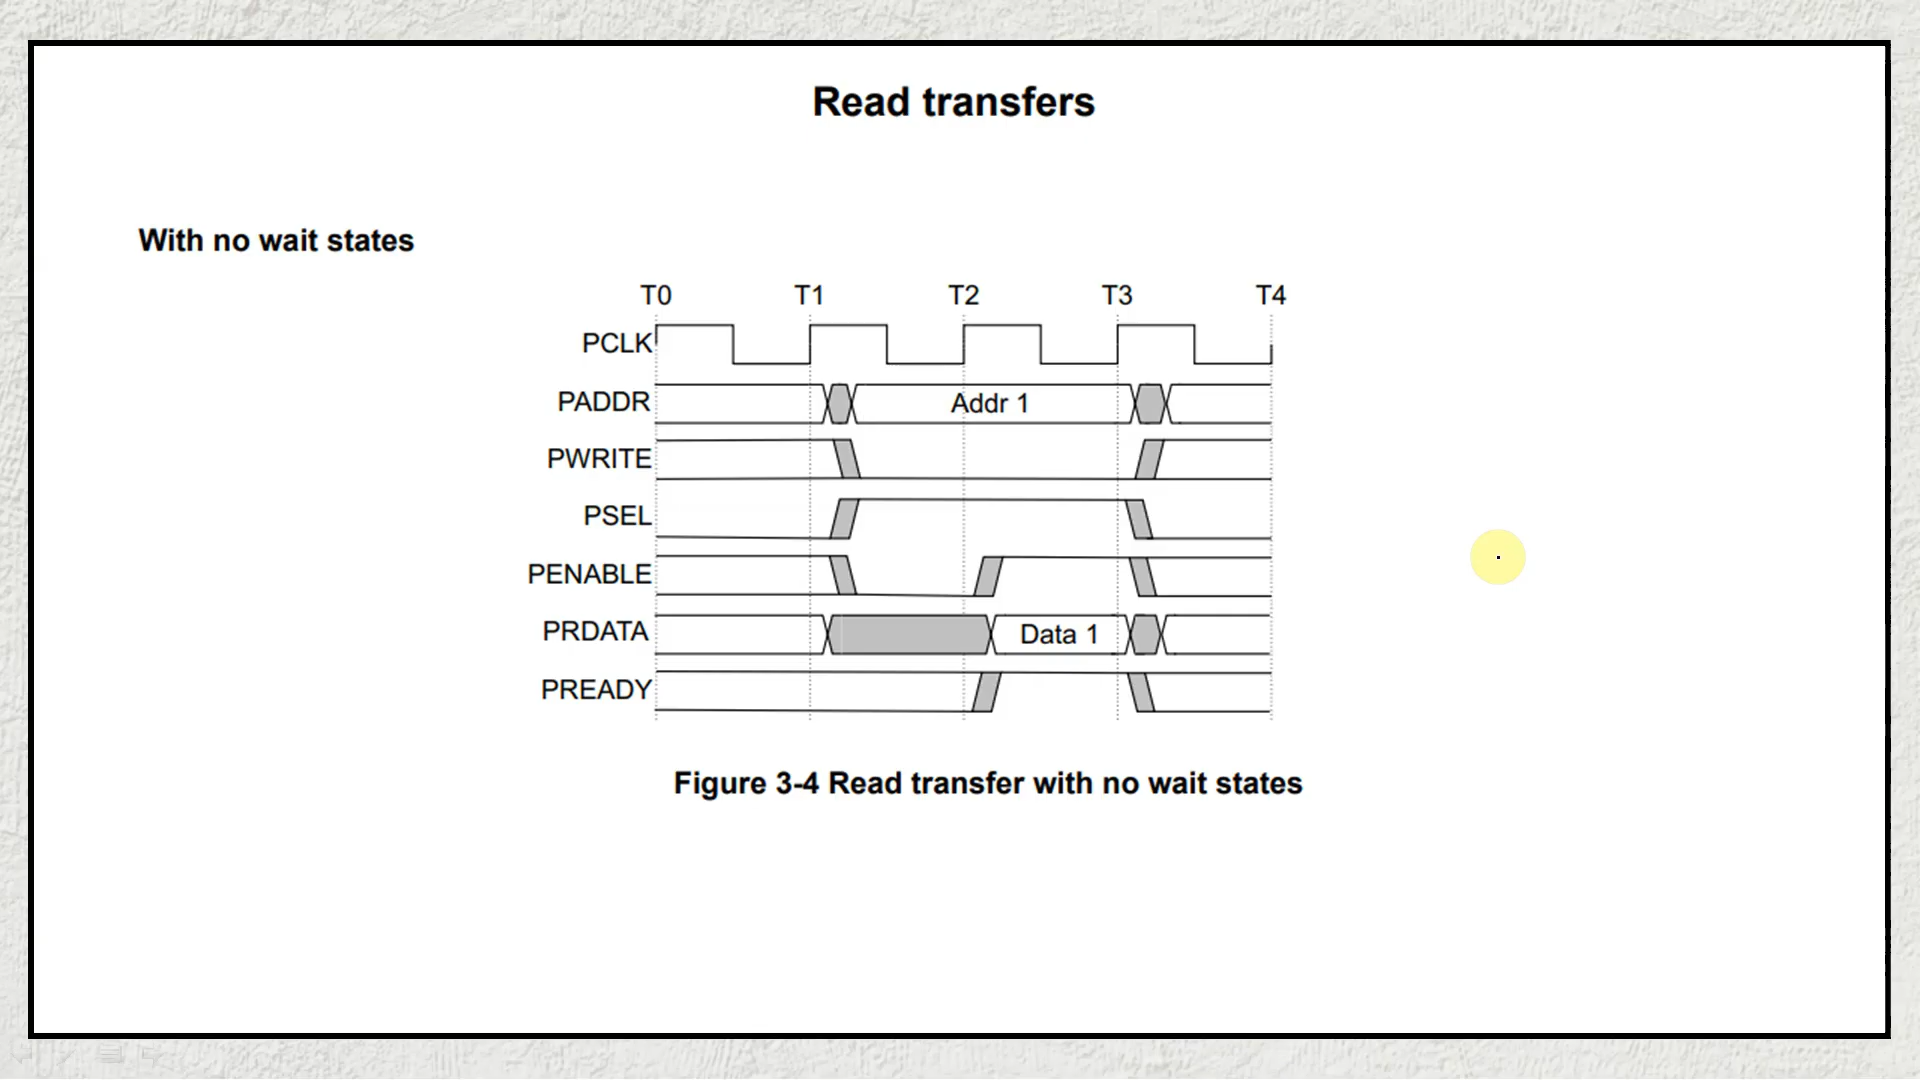 Read transfers
With no wait states
T0 T1 T2 T3 T4
PCLK
PADDR Addr 1
PWRITE
PSEL
PENABLE
PRDATA Data 1
PREADY
Figure 3-4 Read transfer with no wait states